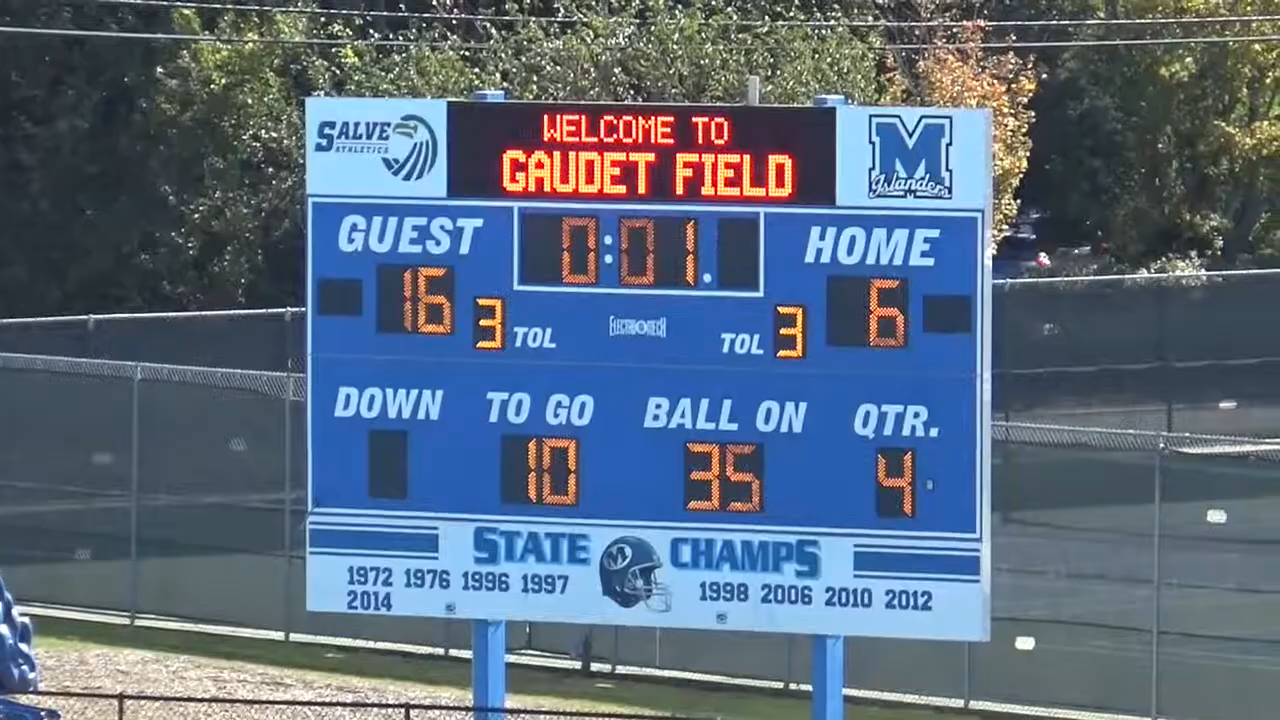 WELCOME TO
GAUDET FIELD
SALVE
ATHLETICS
M
Islanders
GUEST
0:01.
HOME
16
3 TOL
ELECTRO-MECH
TOL 3
6
DOWN
TO GO
BALL ON
QTR.
10
35
4
STATE M CHAMPS
1972 1976 1996 1997
1998 2006 2010 2012
2014